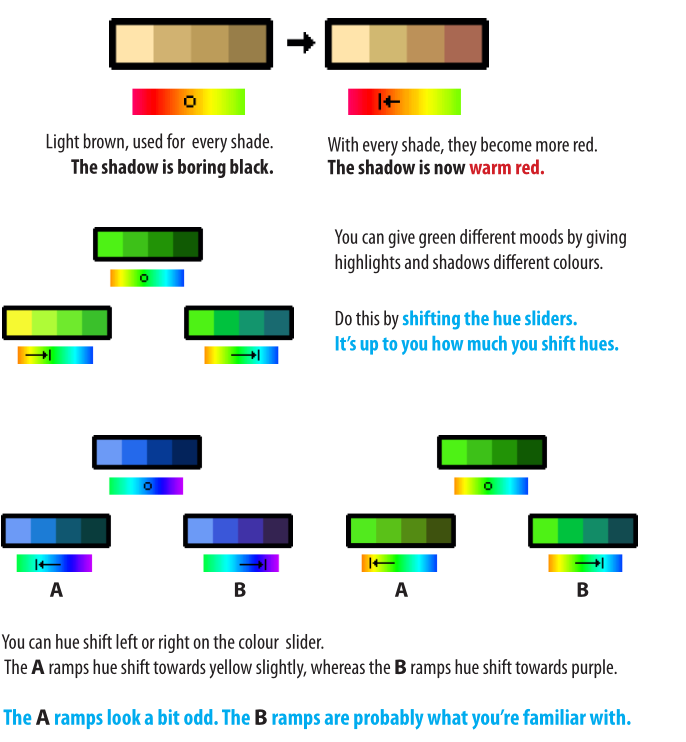 Light brown, used for every shade.
The shadow is boring black.
With every shade, they become more red.
The shadow is now warm red.
You can give green different moods by giving
highlights and shadows different colours.
Do this by shifting the hue sliders.
It's up to you how much you shift hues.
A
B
A
B
You can hue shift left or right on the colour slider.
The A ramps hue shift towards yellow slightly, whereas the B ramps hue shift towards purple.
The A ramps look a bit odd. The B ramps are probably what you're familiar with.